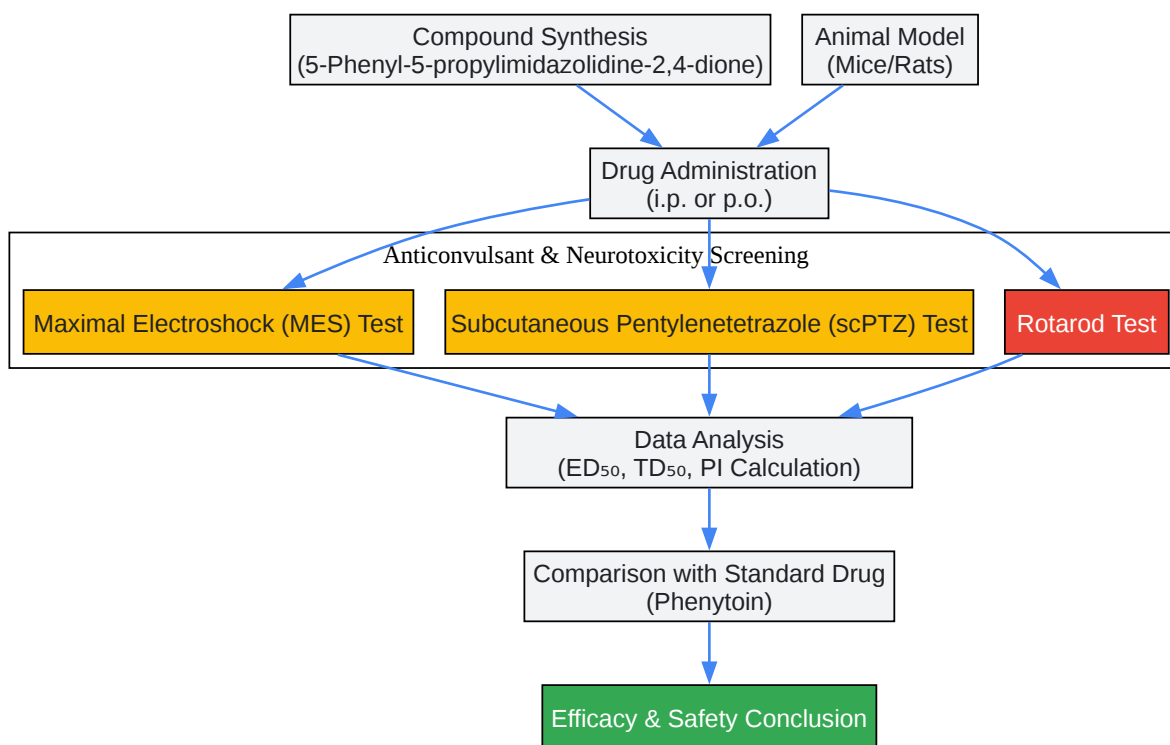 Compound Synthesis
(5-Phenyl-5-propylimidazolidine-2,4-dione)
Animal Model
(Mice/Rats)
Drug Administration
(i.p. or p.o.)
Anticonvulsant & Neurotoxicity Screening
Maximal Electroshock (MES) Test
Subcutaneous Pentylenetetrazole (scPTZ) Test
Rotarod Test
Data Analysis
(ED₅₀, TD₅₀, PI Calculation)
Comparison with Standard Drug
(Phenytoin)
Efficacy & Safety Conclusion